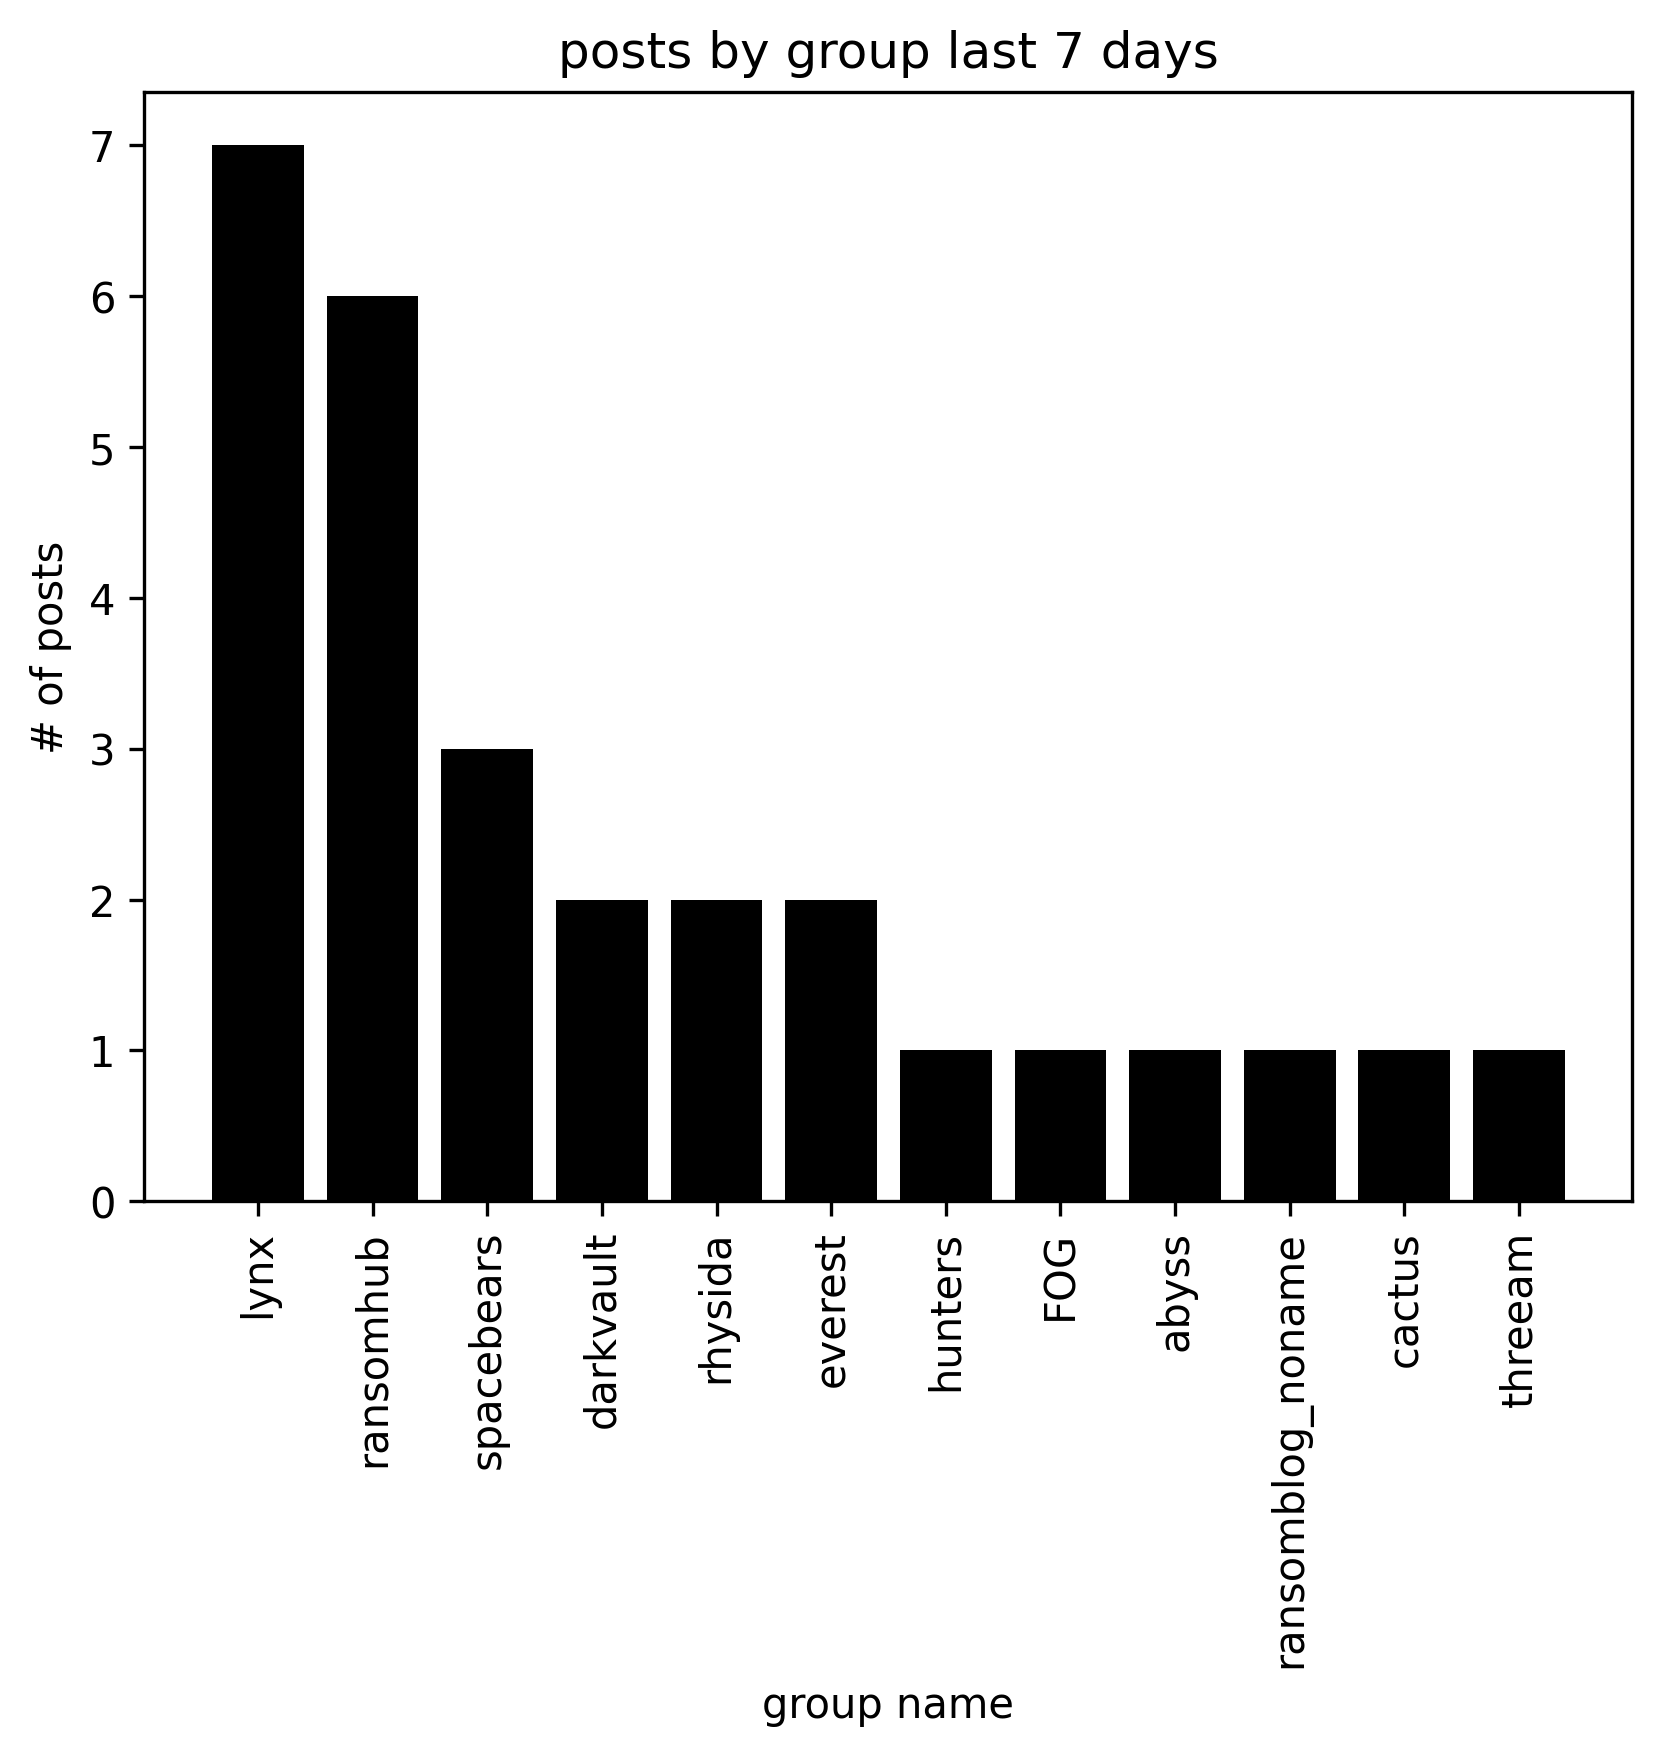 posts by group last 7 days
# of posts
7
6
5
4
3
2
1
0
lynx
ransomhub
spacebears
darkvault
rhysida
everest
hunters
FOG
abyss
ransomblog_noname
cactus
threeam
group name